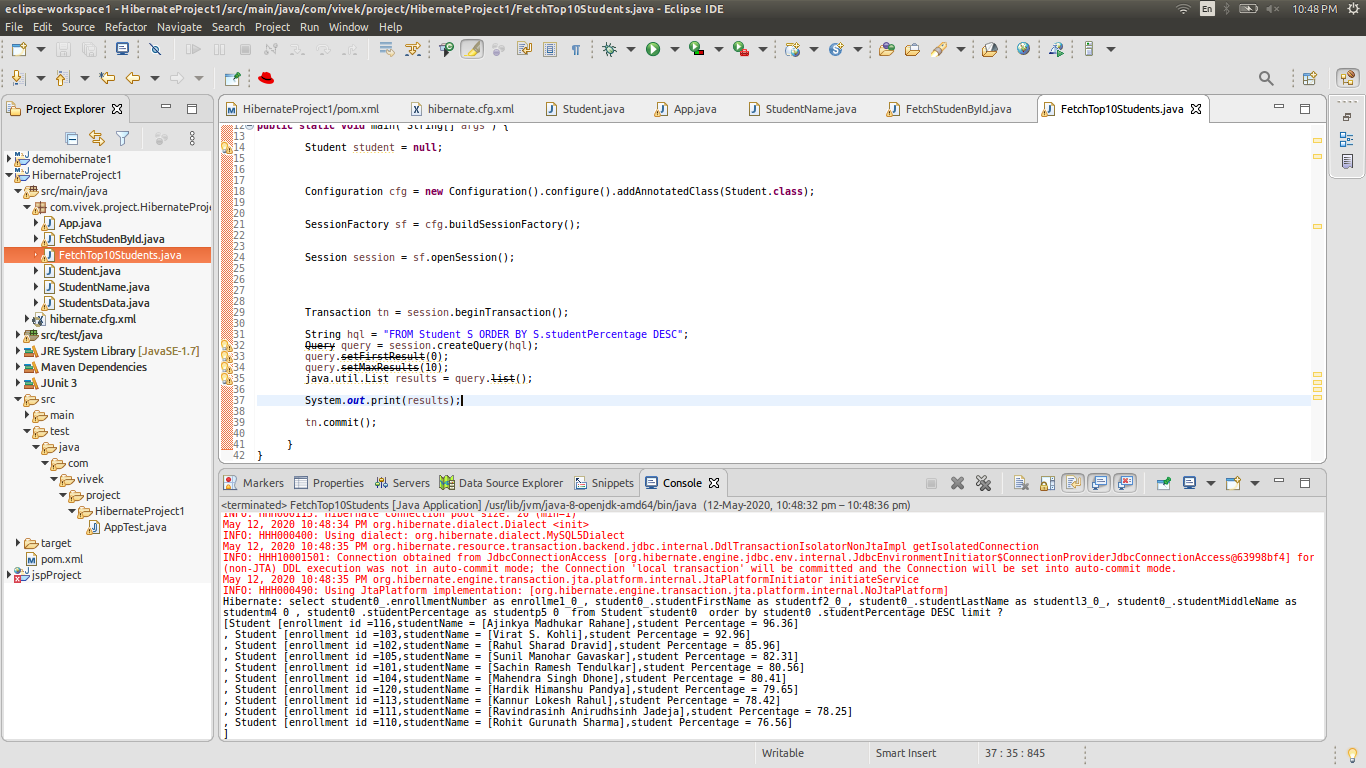 eclipse-workspace1 - HibernateProject1/src/main/java/com/vivek/project/HibernateProject1/FetchTop10Students.java - Eclipse IDE
En
10:48 PM
File Edit Source Refactor Navigate Search Project Run Window Help
Project Explorer
demohibernate1
HibernateProject1
src/main/java
com.vivek.project.HibernateProje
App.java
FetchStudenById.java
FetchTop10Students.java
Student.java
StudentName.java
StudentsData.java
hibernate.cfg.xml
src/test/java
JRE System Library [JavaSE-1.7]
Maven Dependencies
JUnit 3
src
main
test
java
com
vivek
project
HibernateProject1
AppTest.java
target
pom.xml
jspProject
HibernateProject1/pom.xml hibernate.cfg.xml Student.java App.java StudentName.java FetchStudenById.java FetchTop10Students.java
12 public static void main( String[] args ) {
13
14 Student student = null;
15
16
17
18 Configuration cfg = new Configuration().configure().addAnnotatedClass(Student.class);
19
20
21 SessionFactory sf = cfg.buildSessionFactory();
22
23
24 Session session = sf.openSession();
25
26
27
28
29 Transaction tn = session.beginTransaction();
30
31 String hql = "FROM Student S ORDER BY S.studentPercentage DESC";
32 Query query = session.createQuery(hql);
33 query.setFirstResult(0);
34 query.setMaxResults(10);
35 java.util.List results = query.list();
36
37 System.out.print(results);
38
39 tn.commit();
40
41 }
42 }
Markers Properties Servers Data Source Explorer Snippets Console
<terminated> FetchTop10Students [Java Application] /usr/lib/jvm/java-8-openjdk-amd64/bin/java (12-May-2020, 10:48:32 pm – 10:48:36 pm)
INFO: HHH000115: Hibernate connection pool size: 20 (min=1)
May 12, 2020 10:48:34 PM org.hibernate.dialect.Dialect <init>
INFO: HHH000400: Using dialect: org.hibernate.dialect.MySQL5Dialect
May 12, 2020 10:48:35 PM org.hibernate.resource.transaction.backend.jdbc.internal.DdlTransactionIsolatorNonJtaImpl getIsolatedConnection
INFO: HHH10001501: Connection obtained from JdbcConnectionAccess [org.hibernate.engine.jdbc.env.internal.JdbcEnvironmentInitiator$ConnectionProviderJdbcConnectionAccess@63998bf4] for
(non-JTA) DDL execution was not in auto-commit mode; the Connection 'local transaction' will be committed and the Connection will be set into auto-commit mode.
May 12, 2020 10:48:35 PM org.hibernate.engine.transaction.jta.platform.internal.JtaPlatformInitiator initiateService
INFO: HHH000490: Using JtaPlatform implementation: [org.hibernate.engine.transaction.jta.platform.internal.NoJtaPlatform]
Hibernate: select student0_.enrollmentNumber as enrollme1_0_, student0_.studentFirstName as studentf2_0_, student0_.studentLastName as studentl3_0_, student0_.studentMiddleName as
studentm4_0_, student0_.studentPercentage as studentp5_0_ from Student student0_ order by student0_.studentPercentage DESC limit ?
[Student [enrollment id =116,studentName = [Ajinkya Madhukar Rahane],student Percentage = 96.36]
, Student [enrollment id =103,studentName = [Virat S. Kohli],student Percentage = 92.96]
, Student [enrollment id =102,studentName = [Rahul Sharad Dravid],student Percentage = 85.96]
, Student [enrollment id =105,studentName = [Sunil Manohar Gavaskar],student Percentage = 82.31]
, Student [enrollment id =101,studentName = [Sachin Ramesh Tendulkar],student Percentage = 80.56]
, Student [enrollment id =104,studentName = [Mahendra Singh Dhone],student Percentage = 80.41]
, Student [enrollment id =120,studentName = [Hardik Himanshu Pandya],student Percentage = 79.65]
, Student [enrollment id =113,studentName = [Kannur Lokesh Rahul],student Percentage = 78.42]
, Student [enrollment id =111,studentName = [Ravindrasinh Anirudhsinh Jadeja],student Percentage = 78.25]
, Student [enrollment id =110,studentName = [Rohit Gurunath Sharma],student Percentage = 76.56]
]
Writable Smart Insert 37 : 35 : 845